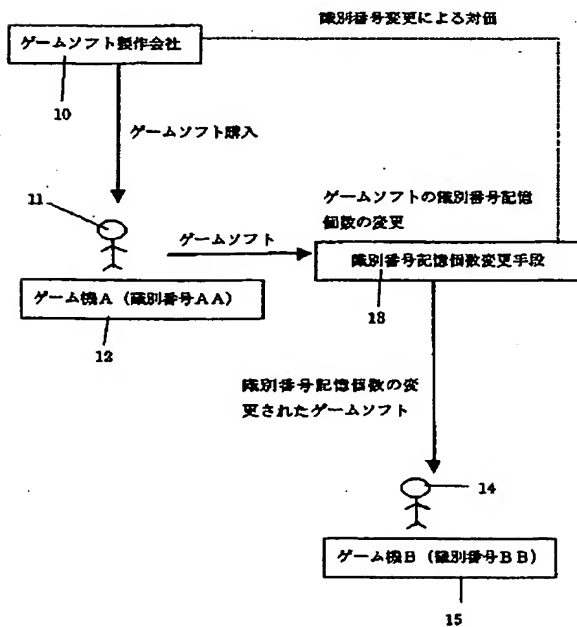 識別番号変更による対価
ゲームソフト製作会社
10
ゲームソフト購入
11
ゲームソフトの識別番号記憶
個数の変更
ゲームソフト
識別番号記憶個数変更手段
ゲーム機A(識別番号AA)
18
12
識別番号記憶個数の変
更されたゲームソフト
14
ゲーム機B(識別番号BB)
15